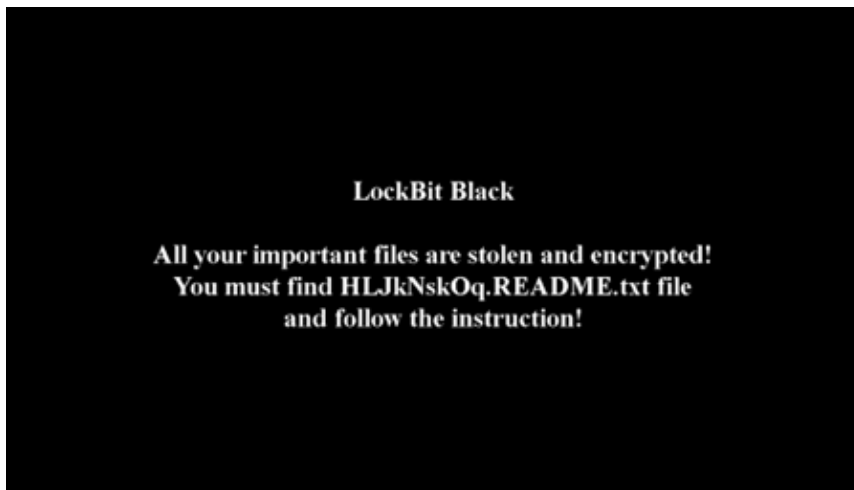 LockBit Black
All your important files are stolen and encrypted!
You must find HLJkNskOq.README.txt file
and follow the instruction!